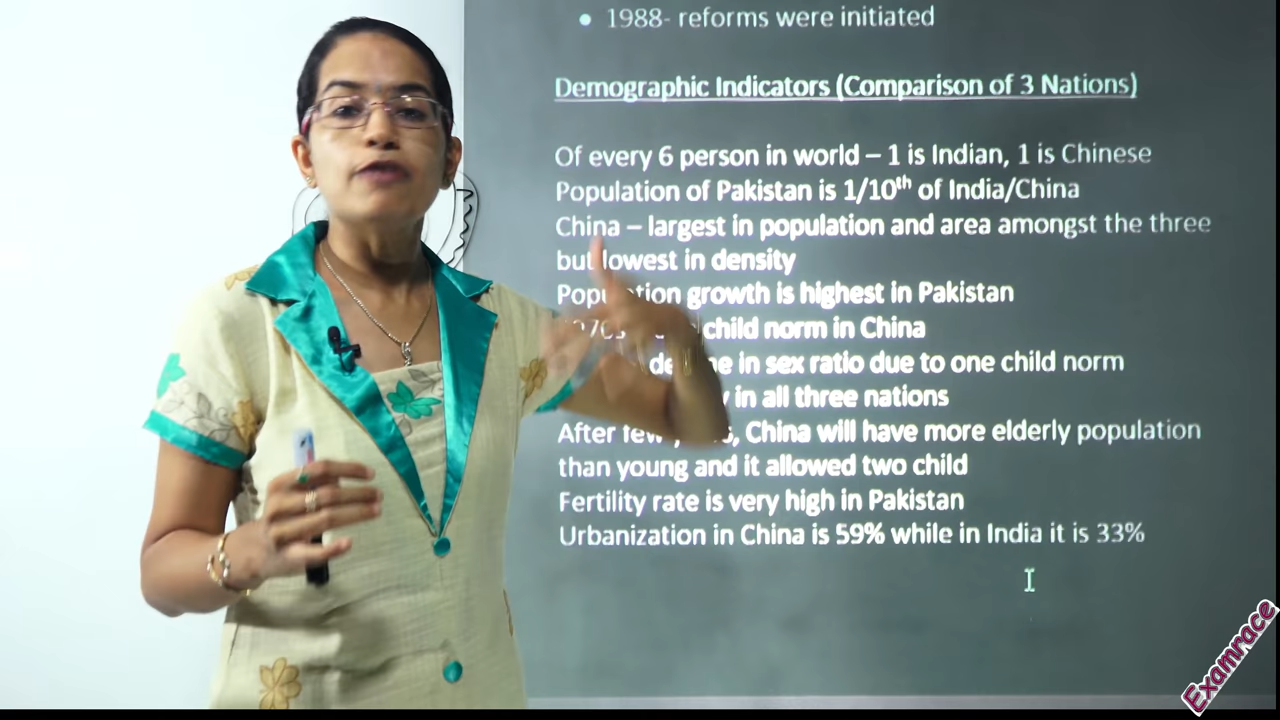 • 1988- reforms were initiated
Demographic Indicators (Comparison of 3 Nations)
Of every 6 person in world – 1 is Indian, 1 is Chinese
Population of Pakistan is 1/10th of India/China
China – largest in population and area amongst the three
but lowest in density
Population growth is highest in Pakistan
child norm in China
in sex ratio due to one child norm
in all three nations
After few, China will have more elderly population
than young and it allowed two child
Fertility rate is very high in Pakistan
Urbanization in China is 59% while in India it is 33%
Examrace